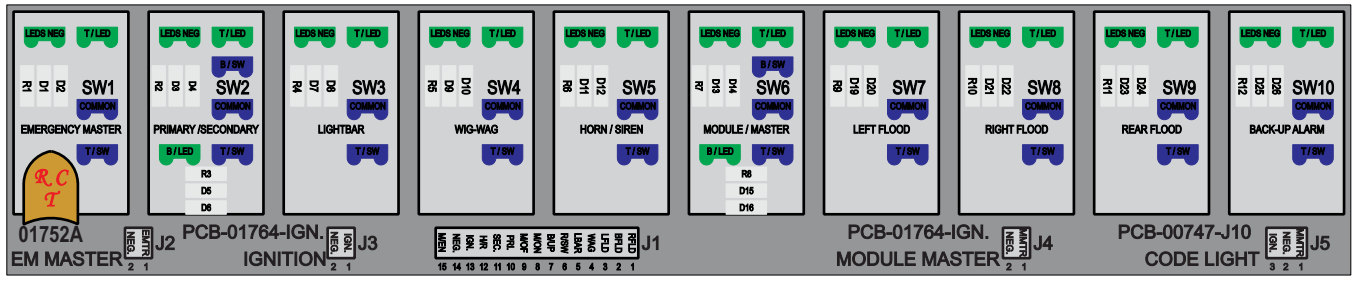 LEDS NEG T / LED LEDS NEG T / LED LEDS NEG T / LED LEDS NEG T / LED LEDS NEG T / LED LEDS NEG T / LED LEDS NEG T / LED LEDS NEG T / LED LEDS NEG T / LED LEDS NEG T / LED
B / SW B / SW
R1 D1 D2 SW1 R2 D3 D4 SW2 R4 D7 D8 SW3 R5 D9 D10 SW4 R6 D11 D12 SW5 R7 D13 D14 SW6 R9 D19 D20 SW7 R10 D21 D22 SW8 R11 D23 D24 SW9 R12 D25 D26 SW10
COMMON COMMON COMMON COMMON COMMON COMMON COMMON COMMON COMMON COMMON
EMERGENCY MASTER PRIMARY /SECONDARY LIGHTBAR WIG-WAG HORN / SIREN MODULE / MASTER LEFT FLOOD RIGHT FLOOD REAR FLOOD BACK-UP ALARM
T / SW B / LED T / SW T / SW T / SW T / SW B / LED T / SW T / SW T / SW T / SW T / SW
R C
T
R3 R8
D5 D15
D6 D16
01752A PCB-01764-IGN. PCB-01764-IGN. PCB-00747-J10
NEG. EMTR J2 NEG. IGN. J3 MEN NEG. IGN. HR SEC. PRI. MOF MON B/UP R/SW LBAR WAG LFLD BFLD RFLD J1 NEG. MMTR J4 IGN. NEG. MMTR J5
EM MASTER 2 1 IGNITION 2 1 15 14 13 12 11 10 9 8 7 6 5 4 3 2 1 MODULE MASTER 2 1 CODE LIGHT 3 2 1